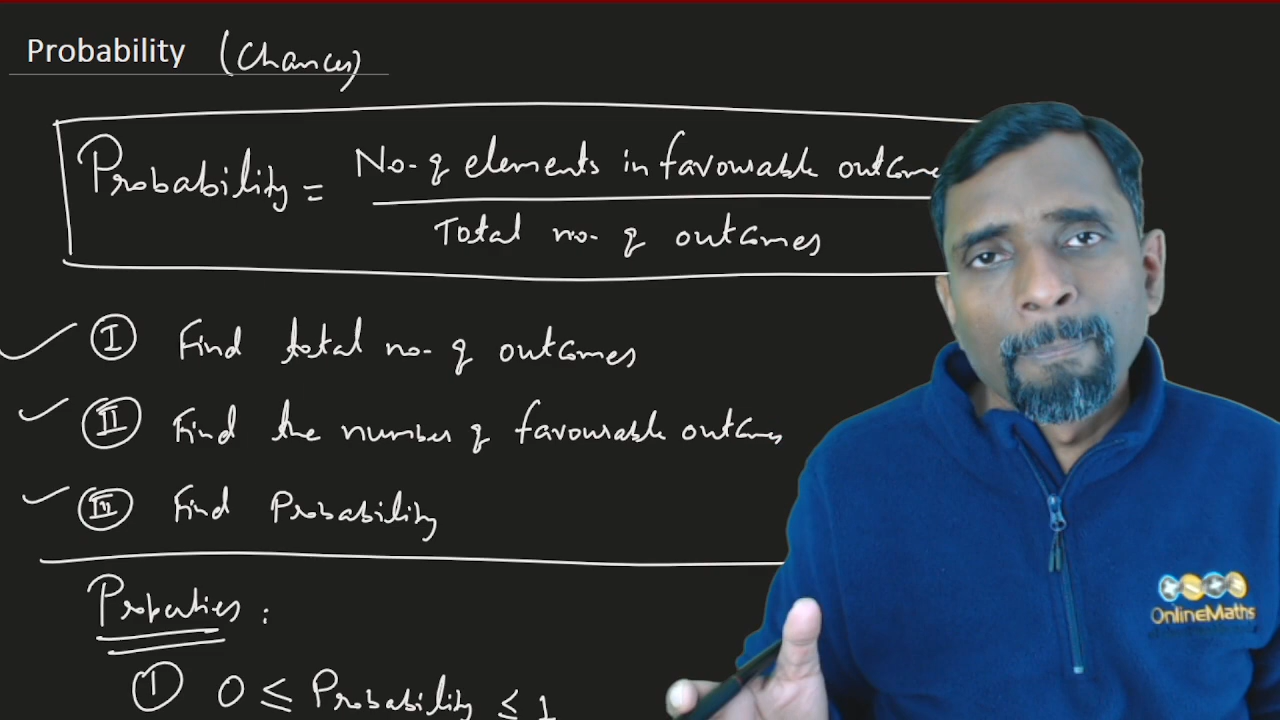 Probability (Chances)
Probability = No. of elements in favourable outcome
Total no. of outcomes
I Find total no. of outcomes
II Find the number of favourable outcomes
III Find Probability
Properties :
1 0 ≤ Probability ≤ 1
OnlineMaths